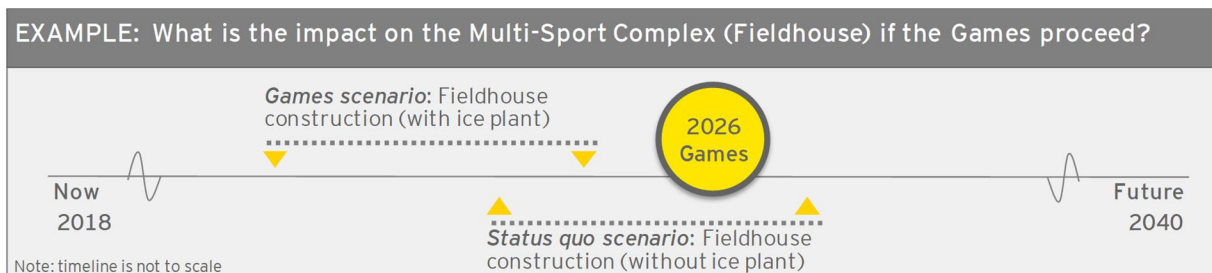 EXAMPLE: What is the impact on the Multi-Sport Complex (Fieldhouse) if the Games proceed?
Games scenario: Fieldhouse
construction (with ice plant)
2026
Games
Now
2018
Future
2040
Status quo scenario: Fieldhouse
construction (without ice plant)
Note: timeline is not to scale